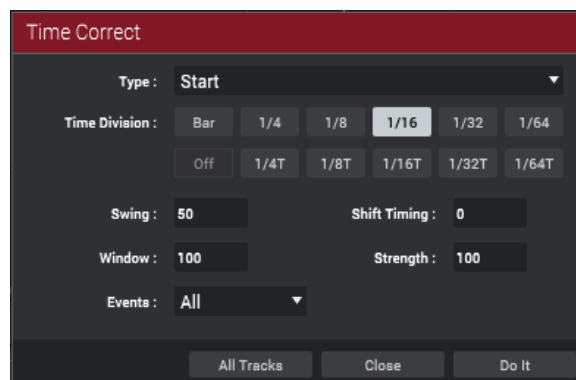 Time Correct
Type : Start
Time Division : Bar 1/4 1/8 1/16 1/32 1/64
Off 1/4T 1/8T 1/16T 1/32T 1/64T
Swing : 50 Shift Timing : 0
Window : 100 Strength : 100
Events : All
All Tracks Close Do It